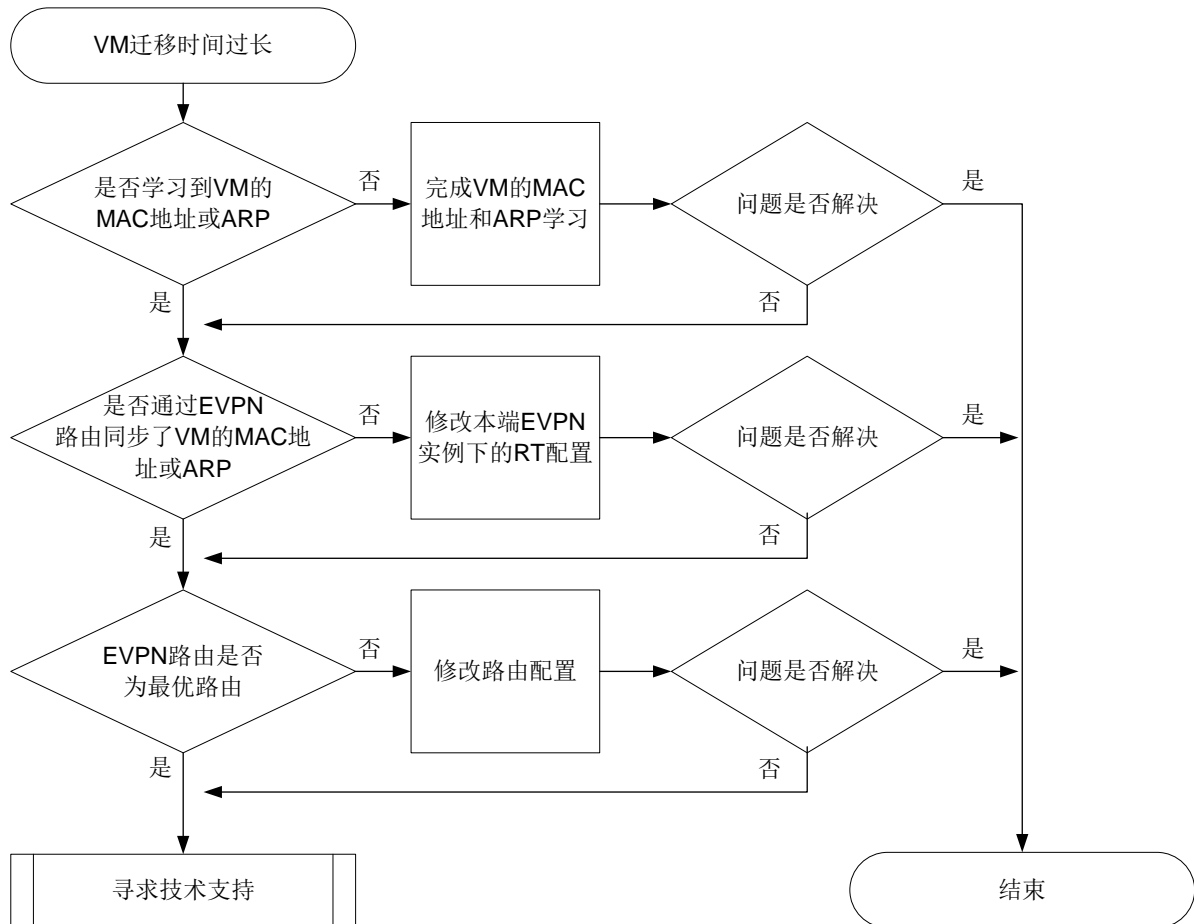 VM迁移时间过长
是否学习到VM的
MAC地址或ARP
否
完成VM的MAC
地址和ARP学习
问题是否解决
是
是
否
是否通过EVPN
路由同步了VM的MAC地
址或ARP
否
修改本端EVPN
实例下的RT配置
问题是否解决
是
是
否
EVPN路由是否
为最优路由
否
修改路由配置
问题是否解决
是
是
否
寻求技术支持
结束